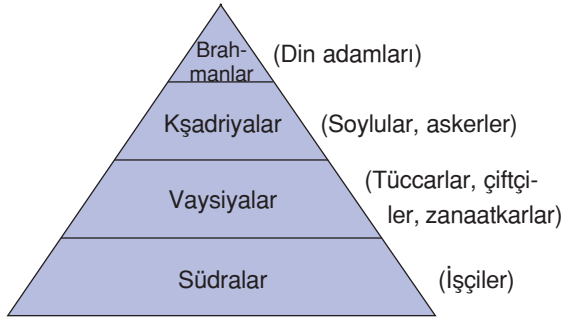 Brah-
manlar
(Din adamları)
Kşadriyalar
(Soylular, askerler)
Vaysiyalar
(Tüccarlar, çiftçi-
ler, zanaatkarlar)
Südralar
(İşçiler)